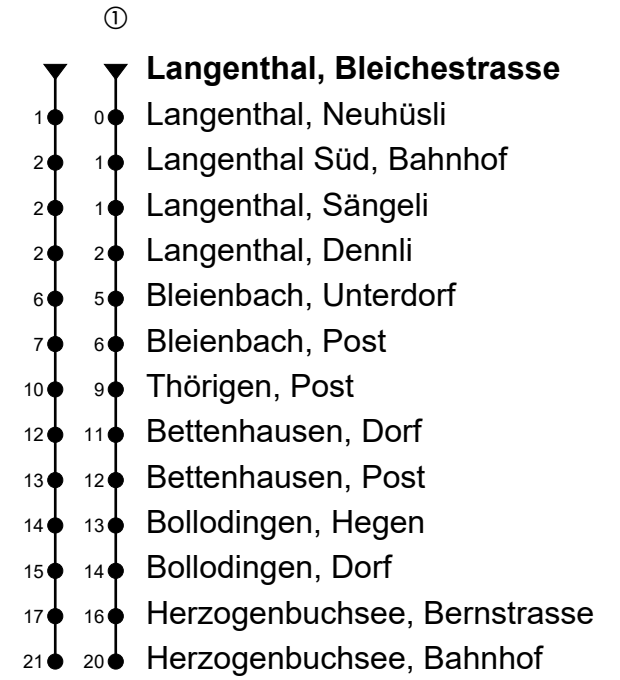 ①
Langenthal, Bleichestrasse
1 0 Langenthal, Neuhüsli
2 1 Langenthal Süd, Bahnhof
2 1 Langenthal, Sängeli
2 2 Langenthal, Dennli
6 5 Bleienbach, Unterdorf
7 6 Bleienbach, Post
10 9 Thörigen, Post
12 11 Bettenhausen, Dorf
13 12 Bettenhausen, Post
14 13 Bollodingen, Hegen
15 14 Bollodingen, Dorf
17 16 Herzogenbuchsee, Bernstrasse
21 20 Herzogenbuchsee, Bahnhof